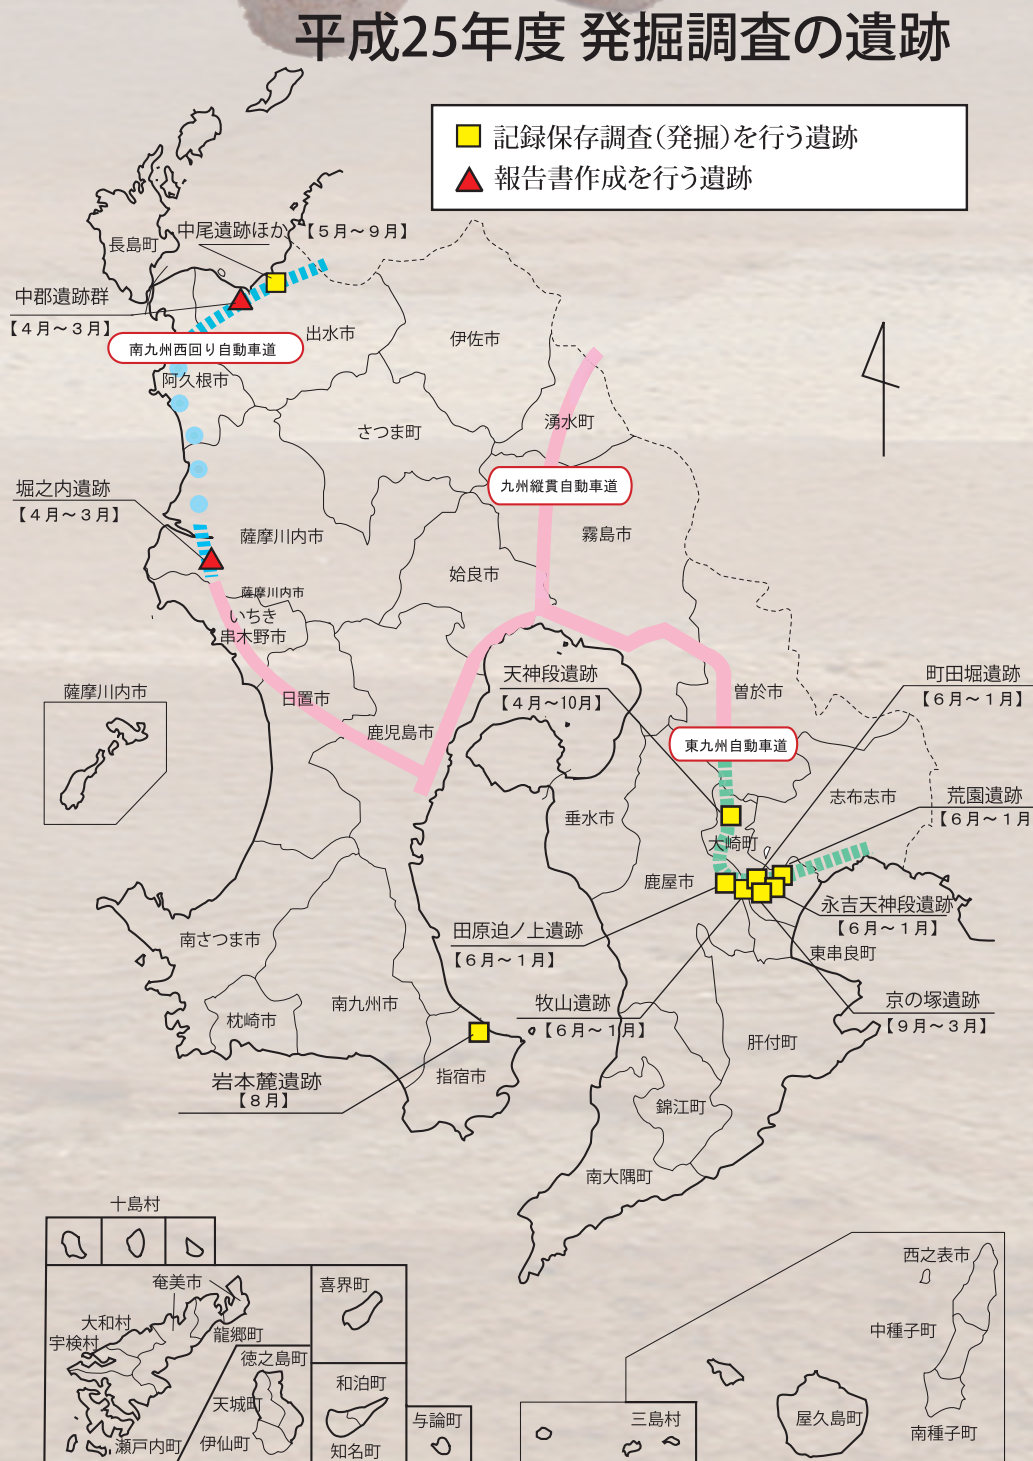 平成25年度 発掘調査の遺跡
記録保存調査（発掘）を行う遺跡
報告書作成を行う遺跡
長島町
中尾遺跡ほか
【５月～９月】
中郡遺跡群
【４月～３月】
南九州西回り自動車道
出水市
伊佐市
阿久根市
さつま町
湧水町
九州縦貫自動車道
堀之内遺跡
【４月～３月】
薩摩川内市
霧島市
姶良市
薩摩川内市
いちき
串木野市
天神段遺跡
【４月～10月】
町田堀遺跡
【６月～１月】
薩摩川内市
日置市
曽於市
鹿児島市
東九州自動車道
垂水市
志布志市
荒園遺跡
【６月～１月
大崎町
鹿屋市
永吉天神段遺跡
【６月～１月】
田原迫ノ上遺跡
【６月～１月】
南さつま市
東串良町
牧山遺跡
【６月～１月】
京の塚遺跡
【９月～３月】
南九州市
枕崎市
肝付町
岩本麓遺跡
【８月】
指宿市
錦江町
南大隅町
十島村
奄美市
喜界町
西之表市
大和村
宇検村
龍郷町
中種子町
徳之島町
和泊町
天城町
与論町
三島村
屋久島町
南種子町
瀬戸内町
伊仙町
知名町